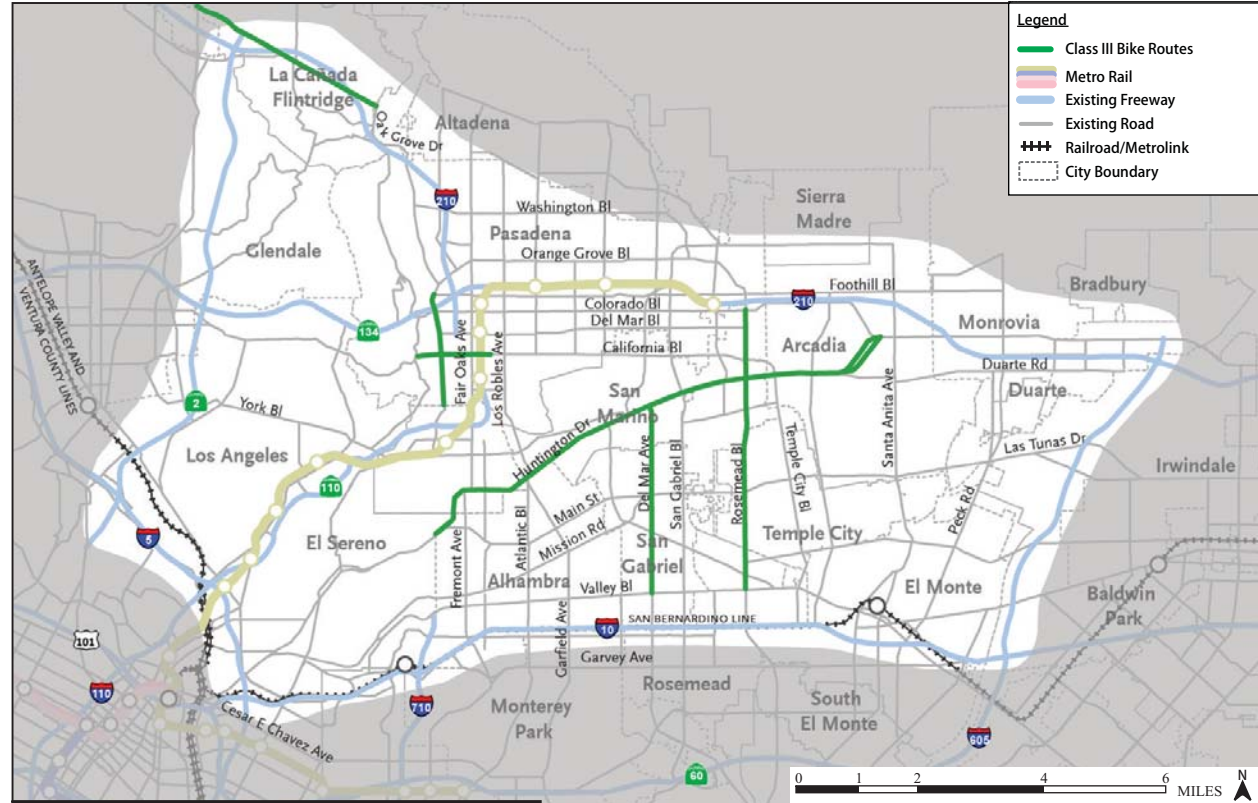 Legend
Class III Bike Routes
Metro Rail
Existing Freeway
Existing Road
Railroad/Metrolink
City Boundary
La Cañada
Flintridge
Oak Grove Dr
Altadena
210
Washington Bl
Sierra
Madre
Pasadena
Glendale
Orange Grove Bl
ANTELOPE VALLEY AND
VENTURA COUNTY LINES
Foothill Bl
Bradbury
210
Colorado Bl
Del Mar Bl
134
Fair Oaks Ave
Los Robles Ave
California Bl
Arcadia
Monrovia
Duarte Rd
Duarte
2
York Bl
San
Marino
Santa Anita Ave
Los Angeles
Huntington Dr
Del Mar Ave
San Gabriel Bl
Rosemead Bl
Temple City Bl
Las Tunas Dr
Irwindale
110
Peck Rd
5
El Sereno
Fremont Ave
Atlantic Bl
Main St
Mission Rd
San
Gabriel
Temple City
Alhambra
Valley Bl
El Monte
Baldwin
Park
101
Garfield Ave
10
SAN BERNARDINO LINE
Garvey Ave
110
710
Rosemead
Monterey
Park
South
El Monte
Cesar E Chavez Ave
605
60
0 1 2 4 6
MILES
N